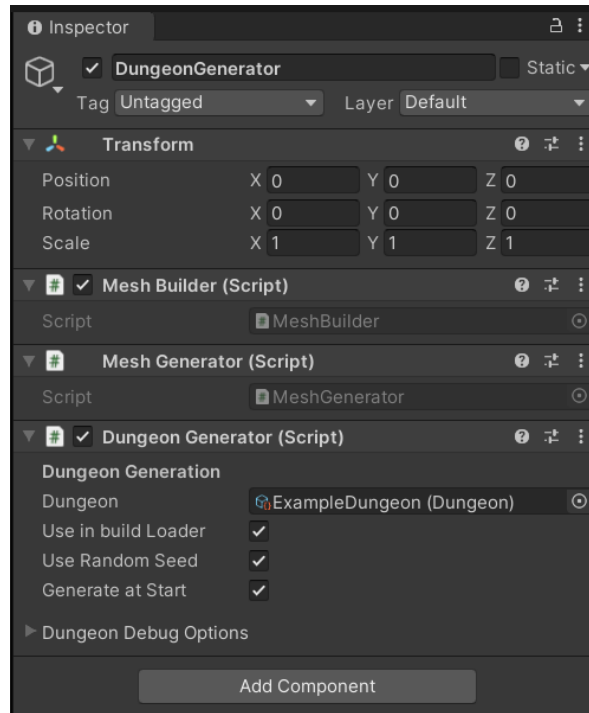 Inspector
DungeonGenerator Static
Tag Untagged Layer Default
Transform
Position X 0 Y 0 Z 0
Rotation X 0 Y 0 Z 0
Scale X 1 Y 1 Z 1
# Mesh Builder (Script)
Script # MeshBuilder
# Mesh Generator (Script)
Script # MeshGenerator
# Dungeon Generator (Script)
Dungeon Generation
Dungeon ExampleDungeon (Dungeon)
Use in build Loader
Use Random Seed
Generate at Start
Dungeon Debug Options
Add Component